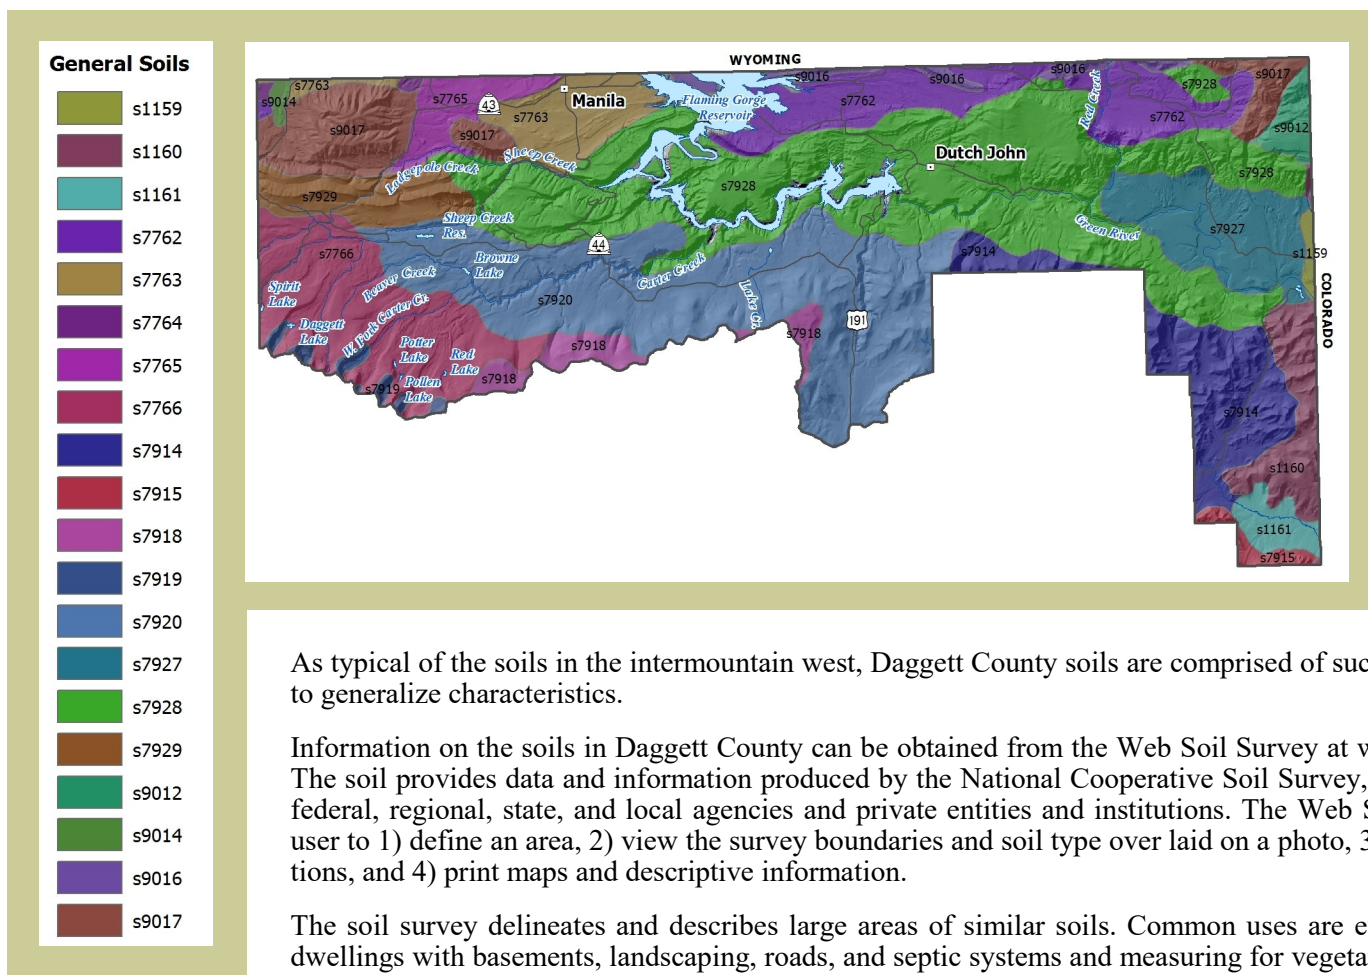 General Soils
s1159
s1160
s1161
s7762
s7763
s7764
s7765
s7766
s7914
s7915
s7918
s7919
s7920
s7927
s7928
s7929
s9012
s9014
s9016
s9017
WYOMING
COLORADO
s7763
s9014
s9017
s7765
43
s7763
Manila
s9017
Flaming Gorge
Reservoir
s9016
s7762
s9016
s9016
Red Creek
s7762
s7928
s9017
s9012
Lodgepole Creek
Sheep Creek
s7929
s7928
Dutch John
s7928
Sheep Creek
Res.
44
Green River
s7927
s1159
s7766
Browne
Lake
Beaver Creek
Carter Creek
s7914
Spirit
Lake
s7920
Lake Cr.
Daggett
Lake
W. Fork Carter Cr.
s7918
191
Potter
Lake
Red
Lake
s7918
s7918
s7919
Pollen
Lake
s7914
s1160
s1161
s7915
As typical of the soils in the intermountain west, Daggett County soils are comprised of suc
to generalize characteristics.
Information on the soils in Daggett County can be obtained from the Web Soil Survey at w
The soil provides data and information produced by the National Cooperative Soil Survey,
federal, regional, state, and local agencies and private entities and institutions. The Web S
user to 1) define an area, 2) view the survey boundaries and soil type over laid on a photo, 3
tions, and 4) print maps and descriptive information.
The soil survey delineates and describes large areas of similar soils. Common uses are e
dwellings with basements, landscaping, roads, and septic systems and measuring for vegeta